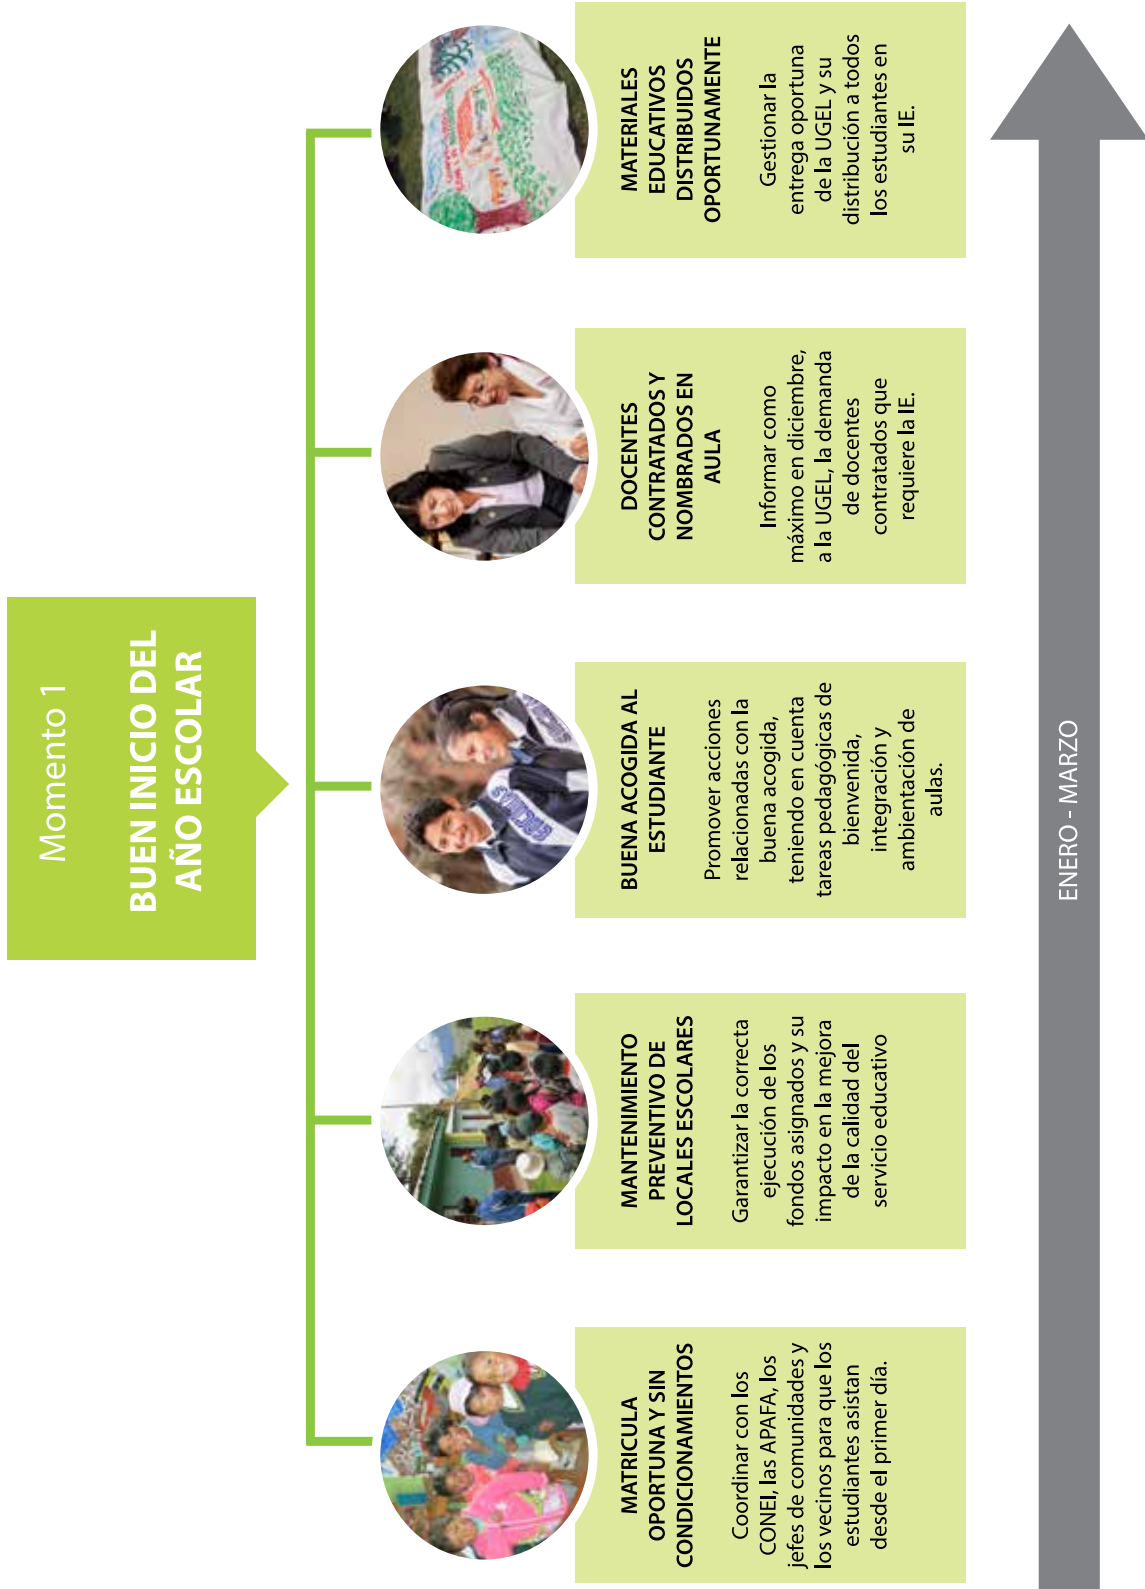 Momento 1
BUEN INICIO DEL
AÑO ESCOLAR
MATRICULA
OPORTUNA Y SIN
CONDICIONAMIENTOS
Coordinar con los
CONEI, las APAFA, los
jefes de comunidades y
los vecinos para que los
estudiantes asistan
desde el primer día.
MANTENIMIENTO
PREVENTIVO DE
LOCALES ESCOLARES
Garantizar la correcta
ejecución de los
fondos asignados y su
impacto en la mejora
de la calidad del
servicio educativo
BUENA ACOGIDA AL
ESTUDIANTE
Promover acciones
relacionadas con la
buena acogida,
teniendo en cuenta
tareas pedagógicas de
bienvenida,
integración y
ambientación de
aulas.
DOCENTES
CONTRATADOS Y
NOMBRADOS EN
AULA
Informar como
máximo en diciembre,
a la UGEL, la demanda
de docentes
contratados que
requiere la IE.
MATERIALES
EDUCATIVOS
DISTRIBUIDOS
OPORTUNAMENTE
Gestionar la
entrega oportuna
de la UGEL y su
distribución a todos
los estudiantes en
su IE.
ENERO - MARZO